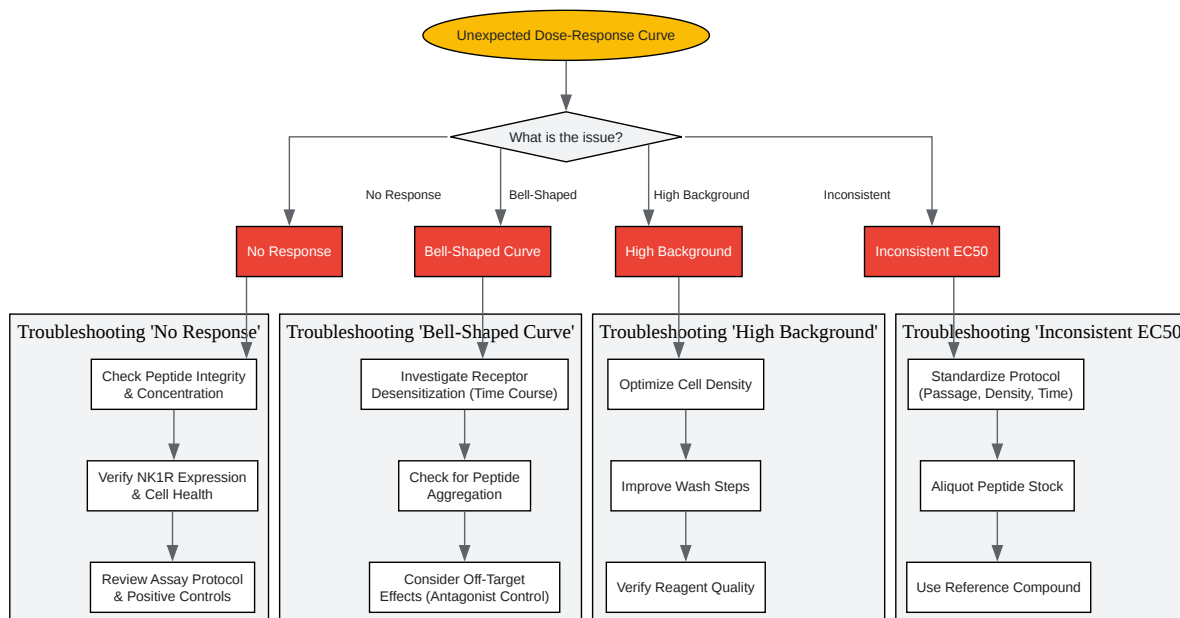 Unexpected Dose-Response Curve
What is the issue?
No Response
Bell-Shaped
High Background
Inconsistent
No Response
Bell-Shaped Curve
High Background
Inconsistent EC50
Troubleshooting 'No Response'
Check Peptide Integrity
& Concentration
Verify NK1R Expression
& Cell Health
Review Assay Protocol
& Positive Controls
Troubleshooting 'Bell-Shaped Curve'
Investigate Receptor
Desensitization (Time Course)
Check for Peptide
Aggregation
Consider Off-Target
Effects (Antagonist Control)
Troubleshooting 'High Background'
Optimize Cell Density
Improve Wash Steps
Verify Reagent Quality
Troubleshooting 'Inconsistent EC50
Standardize Protocol
(Passage, Density, Time)
Aliquot Peptide Stock
Use Reference Compound